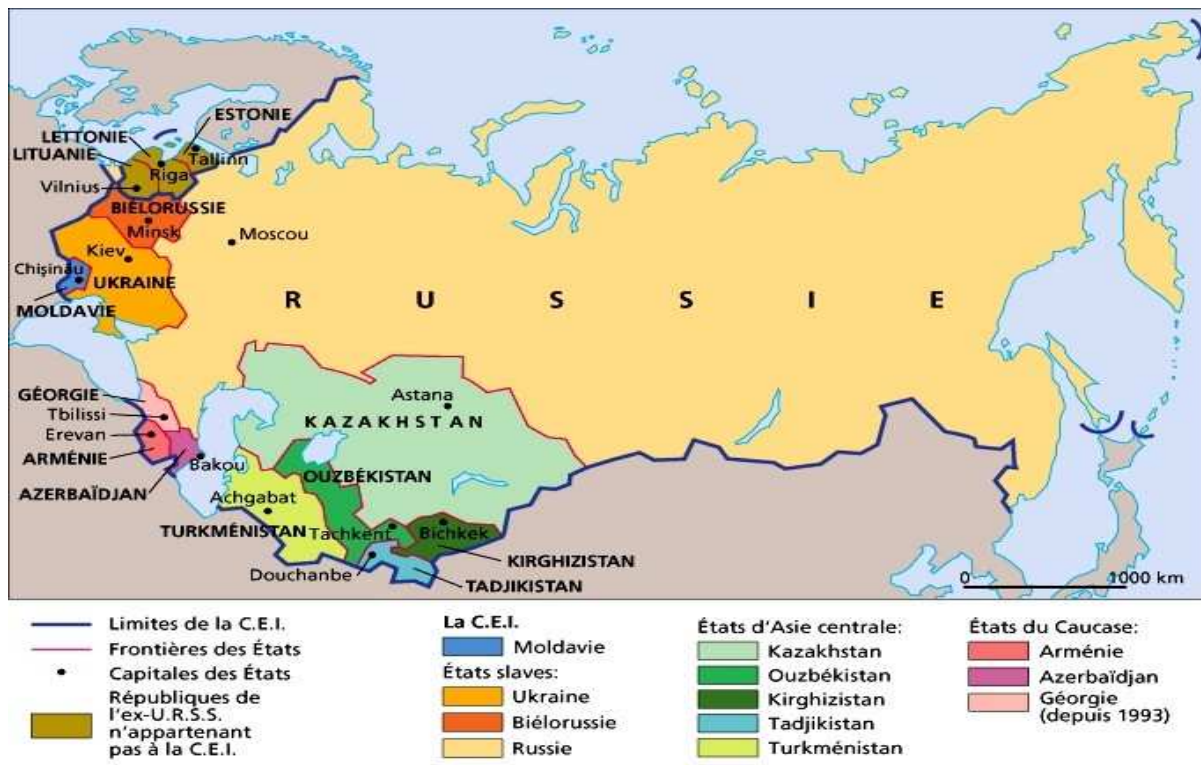 ESTONIE
LETTONIE
LITUANIE
Tallinn
Riga
Vilnius
BIÉLORUSSIE
Minsk
Moscou
Kiev
Chişinău
UKRAINE
MOLDAVIE
R U S S I E
GÉORGIE
Tbilissi
Erevan
ARMÉNIE
AZERBAÏDJAN
Bakou
Astana
KAZAKHSTAN
OUZBÉKISTAN
Achgabat
TURKMÉNISTAN
Tachkent
Bichkek
Douchanbe
KIRGHIZISTAN
TADJIKISTAN
0 1000 km
Limites de la C.E.I.
Frontières des États
Capitales des États
Républiques de
l'ex-U.R.S.S.
n'appartenant
pas à la C.E.I.
La C.E.I.
Moldavie
États slaves:
Ukraine
Biélorussie
Russie
États d'Asie centrale:
Kazakhstan
Ouzbékistan
Kirghizistan
Tadjikistan
Turkménistan
États du Caucase:
Arménie
Azerbaïdjan
Géorgie
(depuis 1993)